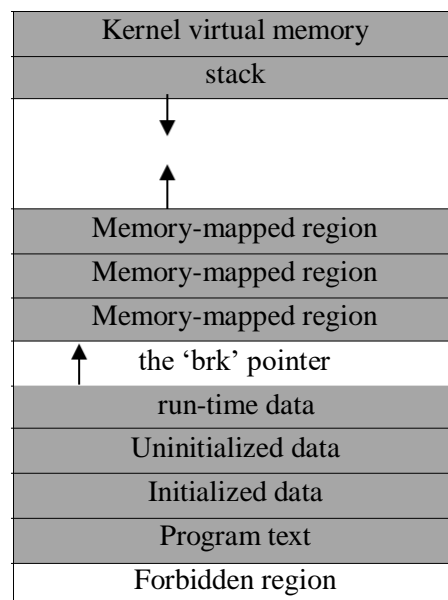 Kernel virtual memory
stack
Memory-mapped region
Memory-mapped region
Memory-mapped region
the ‘brk’ pointer
run-time data
Uninitialized data
Initialized data
Program text
Forbidden region